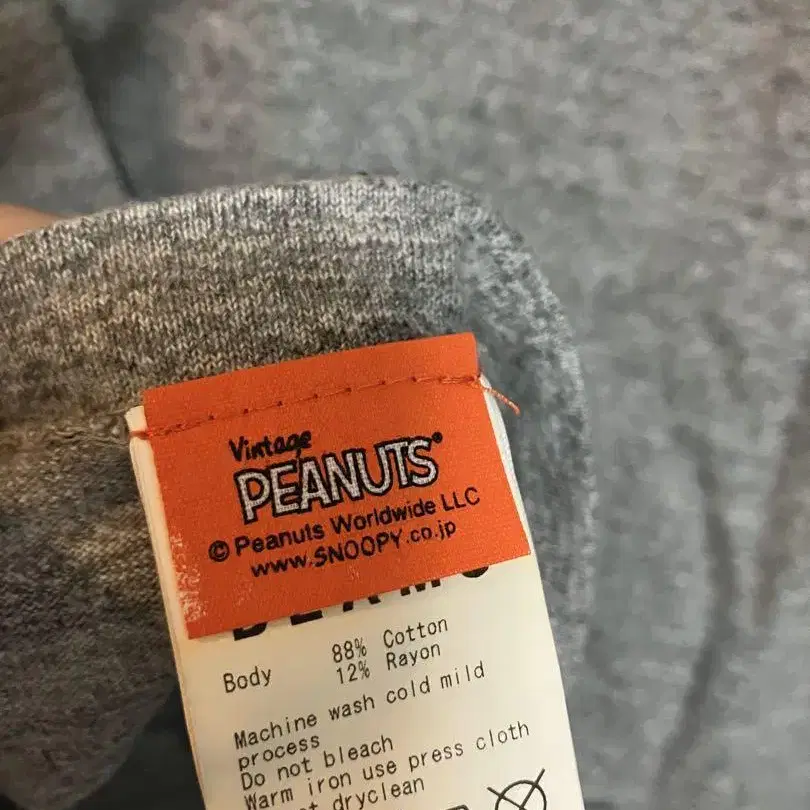 Vintage
PEANUTS®
© Peanuts Worldwide LLC
www.SNOOPY.co.jp
Body 88% Cotton
12% Rayon
Machine wash cold mild
process
Do not bleach
Warm iron use press cloth
dryclean